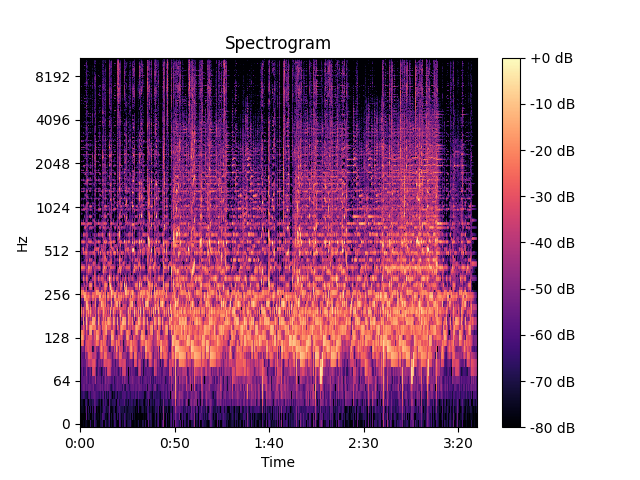 Spectrogram
8192
4096
2048
1024
512
256
128
64
0
Hz
0:00
0:50
1:40
2:30
3:20
Time
+0 dB
-10 dB
-20 dB
-30 dB
-40 dB
-50 dB
-60 dB
-70 dB
-80 dB